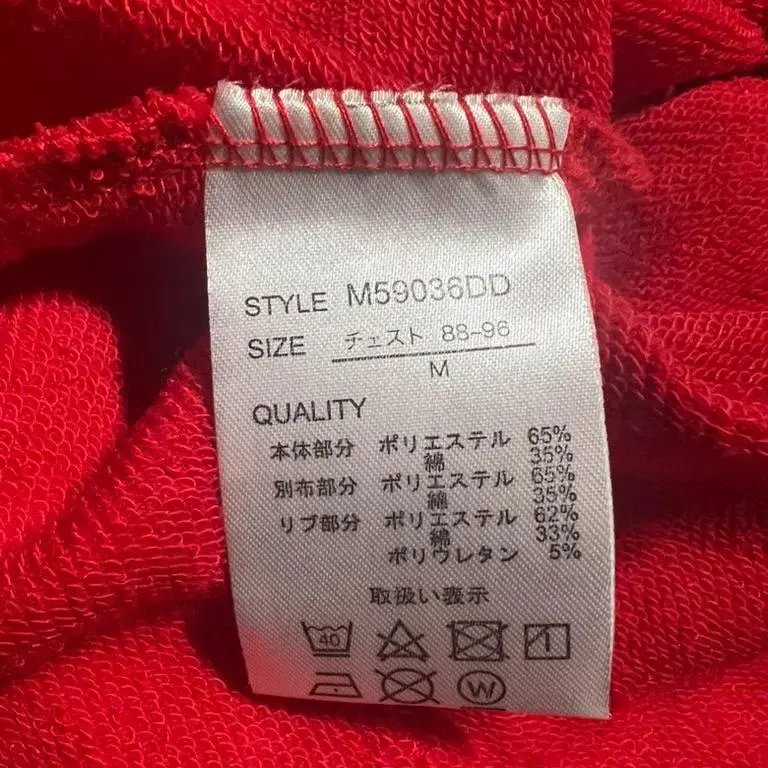 STYLE M59036DD
SIZE チェスト 88-96
M
QUALITY
本体部分 ポリエステル 65%
綿 35%
別布部分 ポリエステル 65%
綿 35%
リブ部分 ポリエステル 62%
綿 33%
ポリウレタン 5%
取扱い表示
40
W